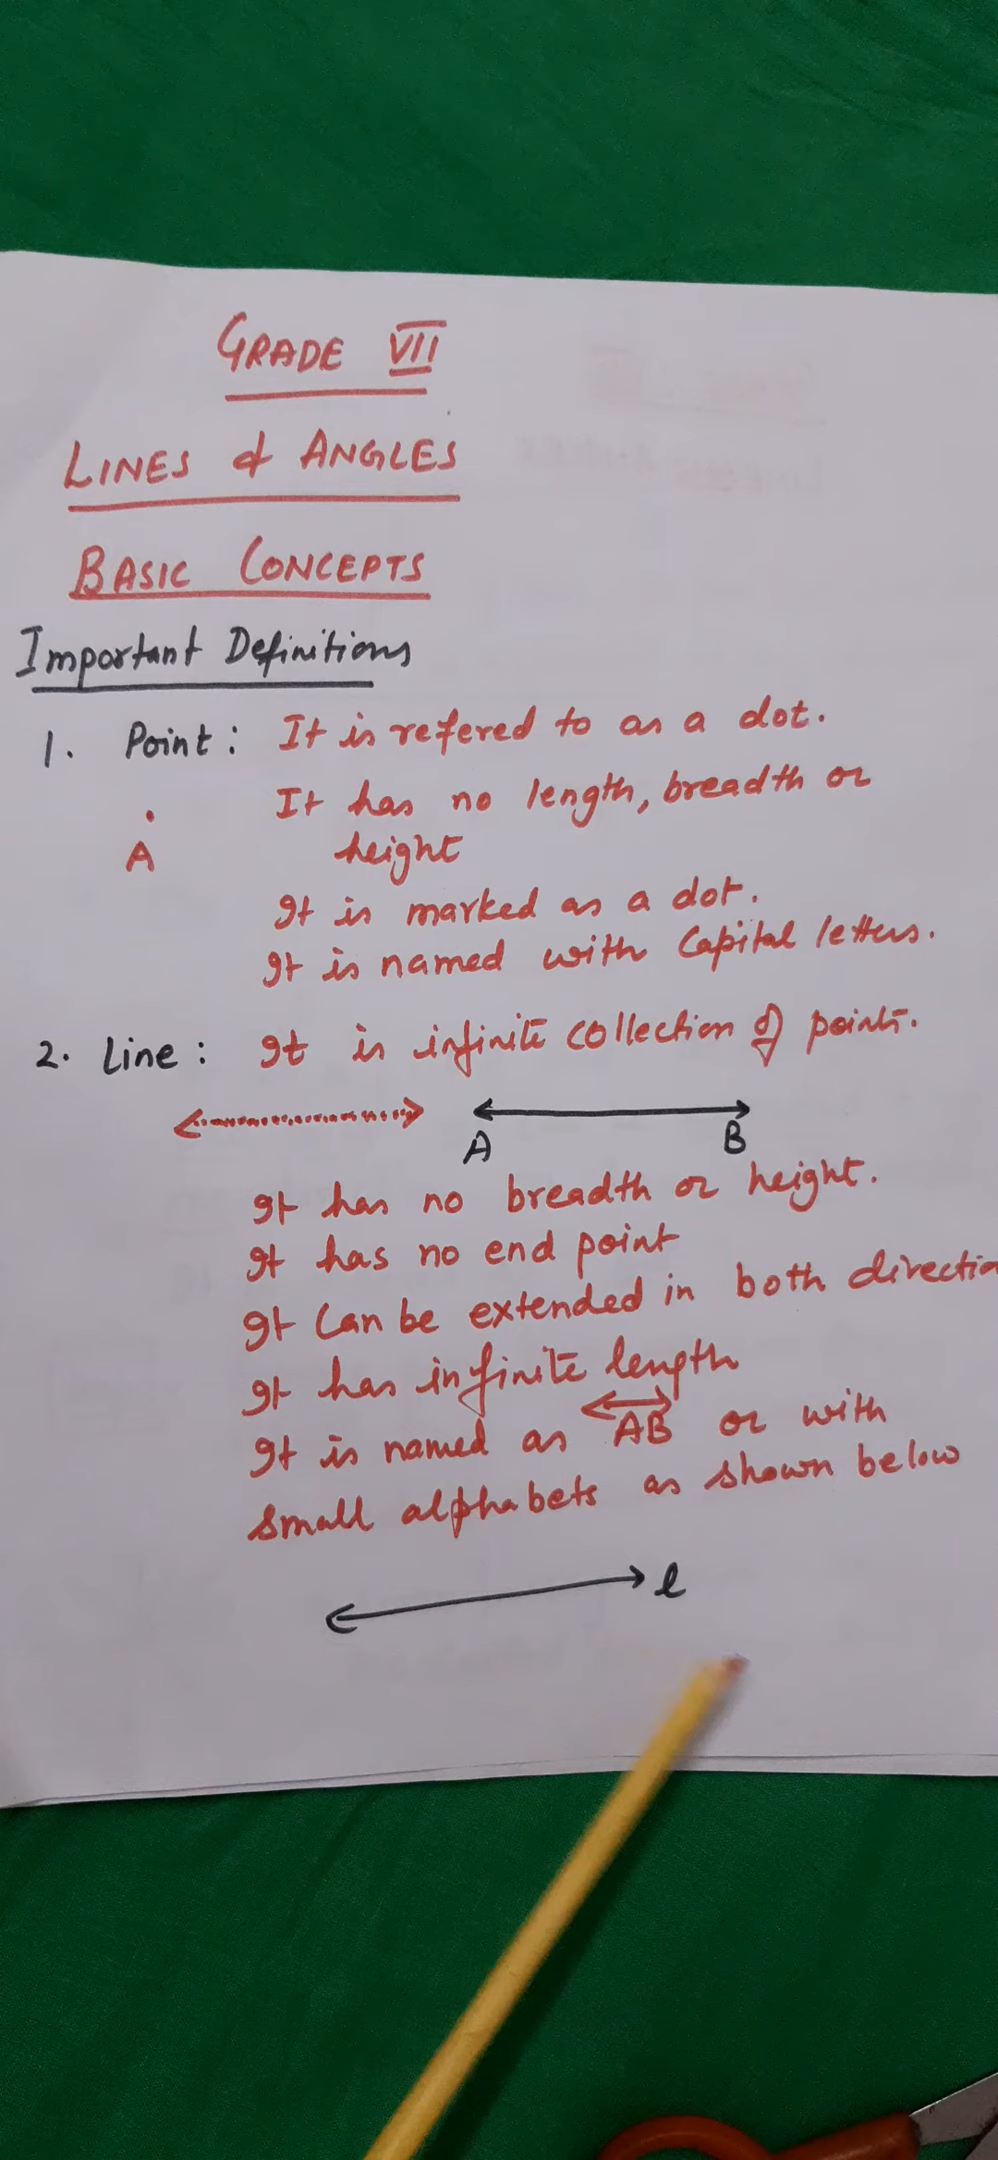 GRADE VII
LINES & ANGLES
BASIC CONCEPTS
Important Definitions
1. Point: It is refered to as a dot.
It has no length, breadth or
A height
It is marked as a dot.
It is named with Capital letters.
2. Line: It is infinite collection of points.
A B
It has no breadth or height.
It has no end point
It Can be extended in both directio
It has infinite length
It is named as AB or with
small alphabets as shown below
l